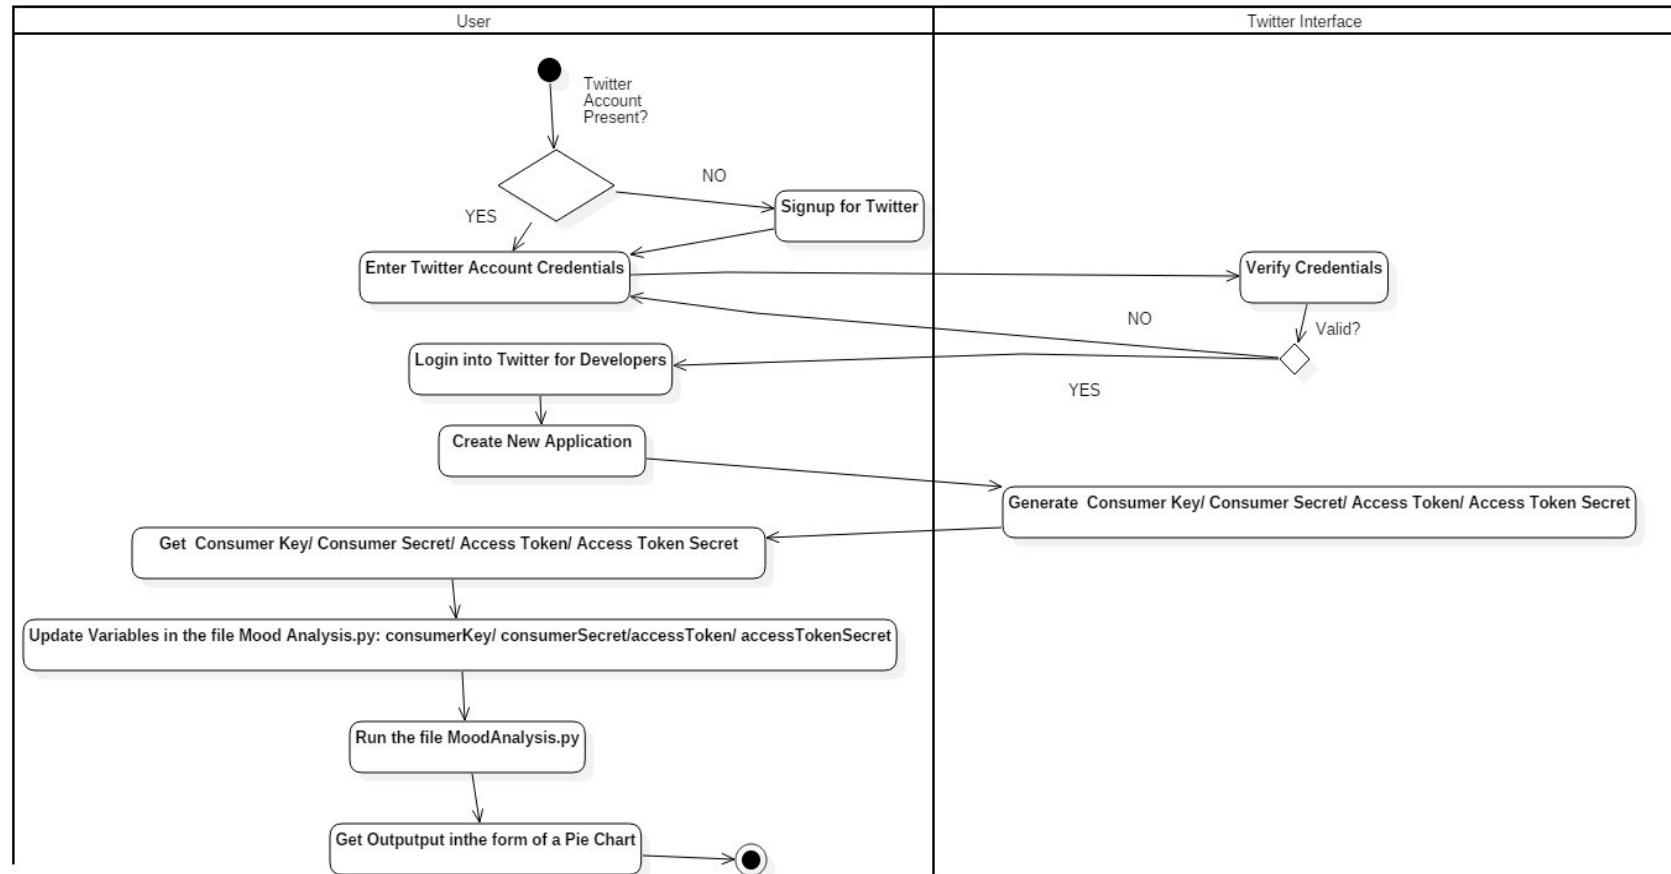 User
Twitter Interface
Twitter
Account
Present?
NO
YES
Signup for Twitter
Enter Twitter Account Credentials
Verify Credentials
NO
Valid?
Login into Twitter for Developers
YES
Create New Application
Generate  Consumer Key/ Consumer Secret/ Access Token/ Access Token Secret
Get  Consumer Key/ Consumer Secret/ Access Token/ Access Token Secret
Update Variables in the file Mood Analysis.py: consumerKey/ consumerSecret/accessToken/ accessTokenSecret
Run the file MoodAnalysis.py
Get Outputput inthe form of a Pie Chart